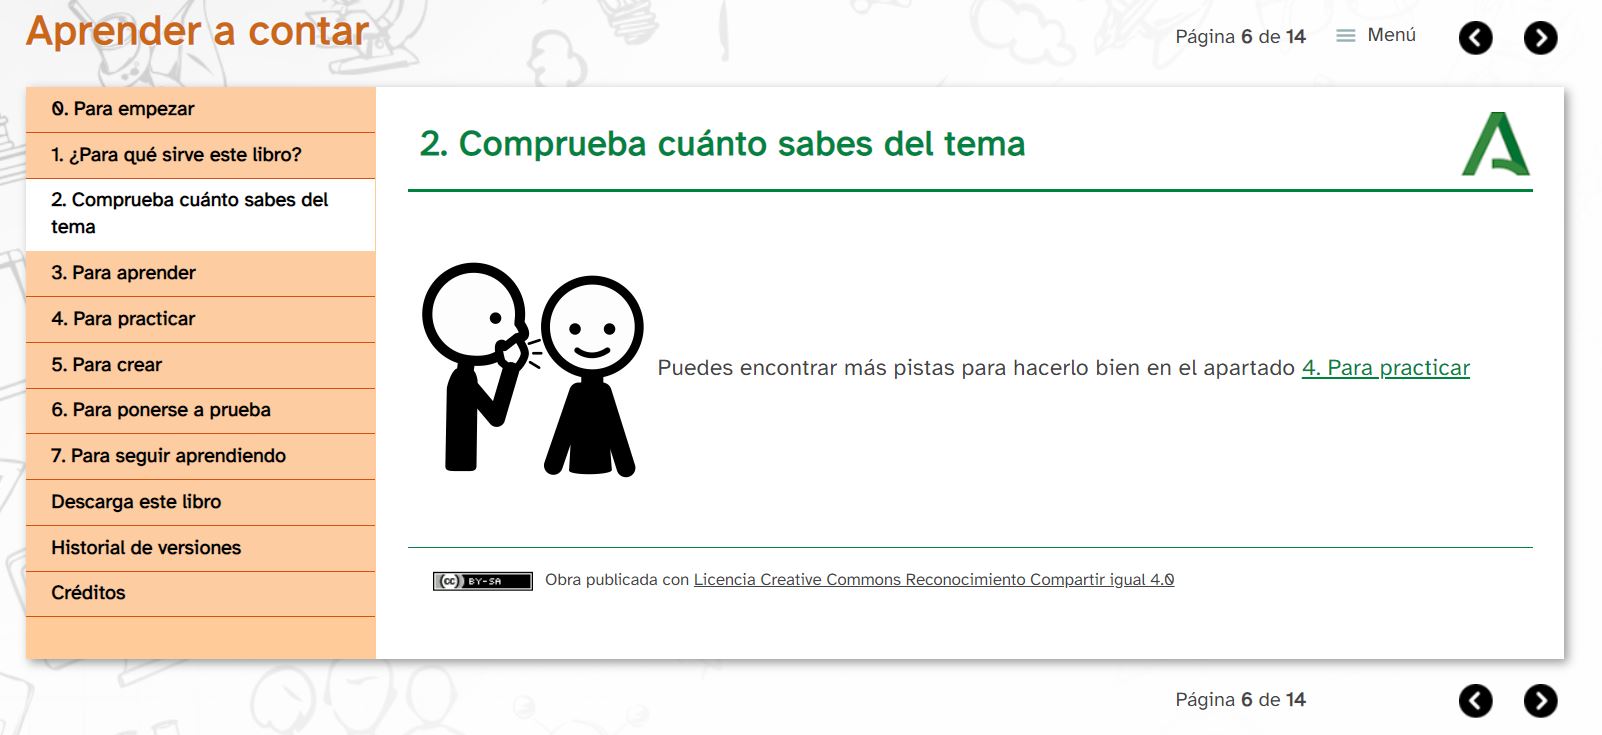 Aprender a contar
Página 6 de 14
Menú
0. Para empezar
1. ¿Para qué sirve este libro?
2. Comprueba cuánto sabes del
tema
3. Para aprender
4. Para practicar
5. Para crear
6. Para ponerse a prueba
7. Para seguir aprendiendo
Descarga este libro
Historial de versiones
Créditos
2. Comprueba cuánto sabes del tema
Puedes encontrar más pistas para hacerlo bien en el apartado 4. Para practicar
(cc) BY-SA
Obra publicada con Licencia Creative Commons Reconocimiento Compartir igual 4.0
Página 6 de 14